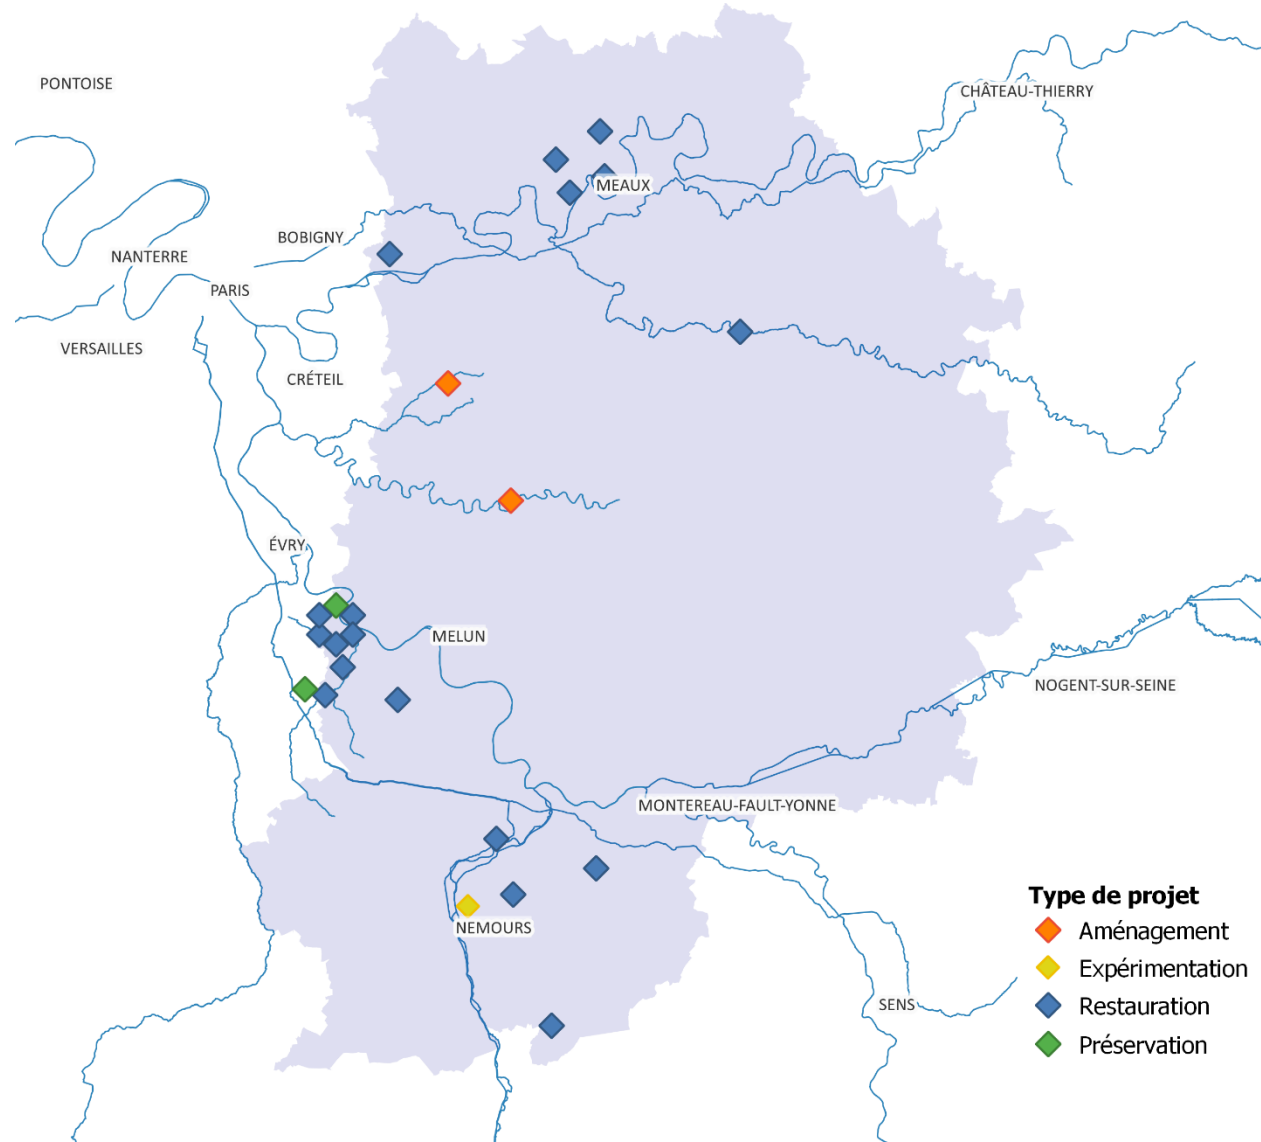 PONTOISE
CHÂTEAU-THIERRY
MEAUX
BOBIGNY
NANTERRE
PARIS
VERSAILLES
CRÉTEIL
ÉVRY
MELUN
NOGENT-SUR-SEINE
MONTEREAU-FAULT-YONNE
NEMOURS
SENS
Type de projet
Aménagement
Expérimentation
Restauration
Préservation